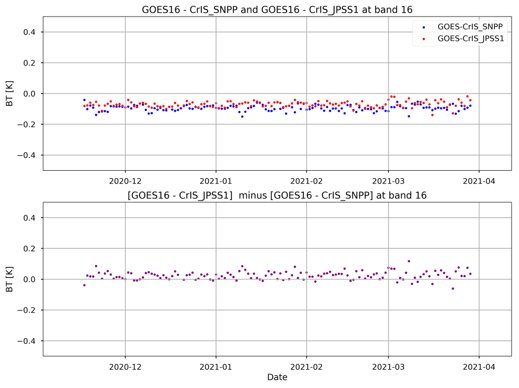 GOES16 - CrIS_SNPP and GOES16 - CrIS_JPSS1 at band 16
GOES-CrIS_SNPP
GOES-CrIS_JPSS1
BT [K]
0.4
0.2
0.0
−0.2
−0.4
2020-12 2021-01 2021-02 2021-03 2021-04
[GOES16 - CrIS_JPSS1]  minus [GOES16 - CrIS_SNPP] at band 16
BT [K]
0.4
0.2
0.0
−0.2
−0.4
2020-12 2021-01 2021-02 2021-03 2021-04
Date